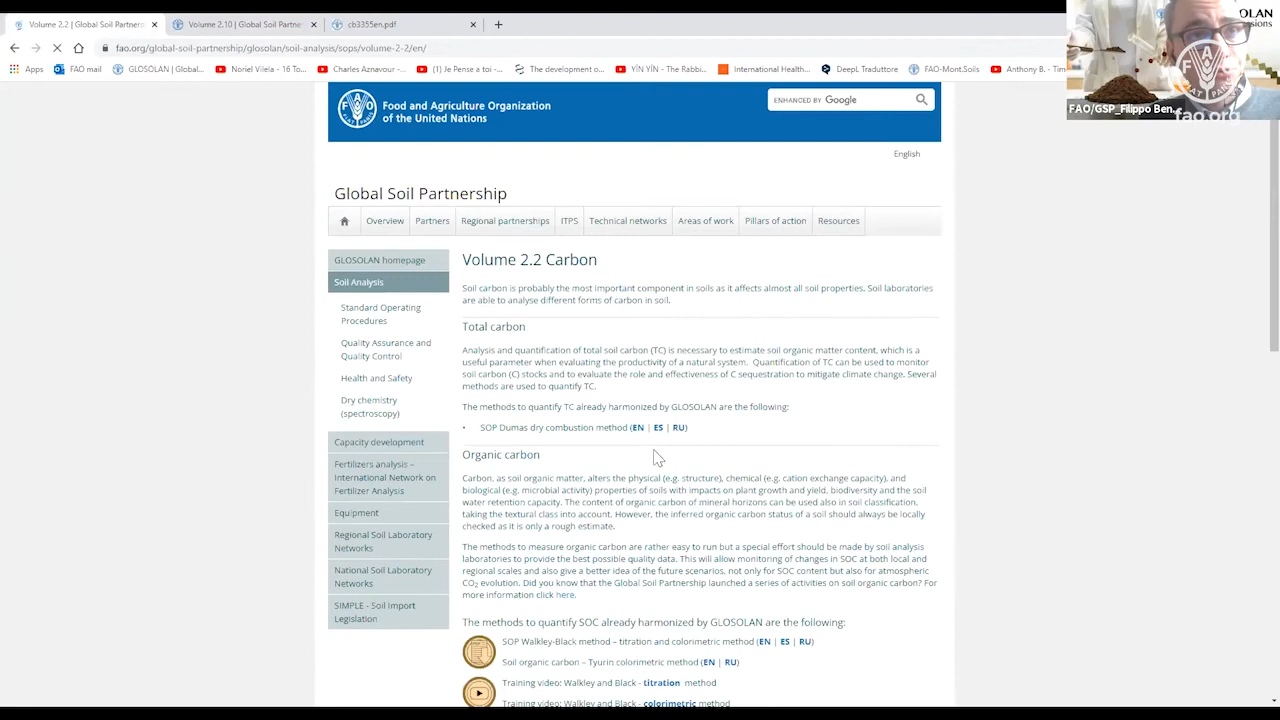 Volume 2.2 | Global Soil Partner
Volume 2.10 | Global Soil Partne
cb3355en.pdf
fao.org/global-soil-partnership/glosolan/soil-analysis/sops/volume-2-2/en/
Apps
FAO mail
GLOSOLAN | Global...
Noriel Vilela - 16 To...
Charles Aznavour -...
(1) Je Pense a toi -...
The development o...
YİN YİN – The Rabbi...
International Heath...
DeepL Traduttore
FAO-Mont.Soils
Anthony B. - Tim
FAO/GSP_Filippo Ben...
fao.org
Food and Agriculture Organization
of the United Nations
ENHANCED BY Google
English
Global Soil Partnership
Overview
Partners
Regional partnerships
ITPS
Technical networks
Areas of work
Pillars of action
Resources
GLOSOLAN homepage
Soil Analysis
Standard Operating
Procedures
Quality Assurance and
Quality Control
Health and Safety
Dry chemistry
(spectroscopy)
Capacity development
Fertilizers analysis –
International Network on
Fertilizer Analysis
Equipment
Regional Soil Laboratory
Networks
National Soil Laboratory
Networks
SIMPLE - Soil Import
Legislation
Volume 2.2 Carbon
Soil carbon is probably the most important component in soils as it affects almost all soil properties. Soil laboratories
are able to analyse different forms of carbon in soil.
Total carbon
Analysis and quantification of total soil carbon (TC) is necessary to estimate soil organic matter content, which is a
useful parameter when evaluating the productivity of a natural system. Quantification of TC can be used to monitor
soil carbon (C) stocks and to evaluate the role and effectiveness of C sequestration to mitigate climate change. Several
methods are used to quantify TC.
The methods to quantify TC already harmonized by GLOSOLAN are the following:
• SOP Dumas dry combustion method (EN | ES | RU)
Organic carbon
Carbon, as soil organic matter, alters the physical (e.g. structure), chemical (e.g. cation exchange capacity), and
biological (e.g. microbial activity) properties of soils with impacts on plant growth and yield, biodiversity and the soil
water retention capacity. The content of organic carbon of mineral horizons can be used also in soil classification,
taking the textural class into account. However, the inferred organic carbon status of a soil should always be locally
checked as it is only a rough estimate.
The methods to measure organic carbon are rather easy to run but a special effort should be made by soil analysis
laboratories to provide the best possible quality data. This will allow monitoring of changes in SOC at both local and
regional scales and also give a better idea of the future scenarios, not only for SOC content but also for atmospheric
CO₂ evolution. Did you know that the Global Soil Partnership launched a series of activities on soil organic carbon? For
more information click here.
The methods to quantify SOC already harmonized by GLOSOLAN are the following:
SOP Walkley-Black method – titration and colorimetric method (EN | ES | RU)
Soil organic carbon – Tyurin colorimetric method (EN | RU)
Training video: Walkley and Black - titration method
Training video: Walkley and Black - colorimetric method